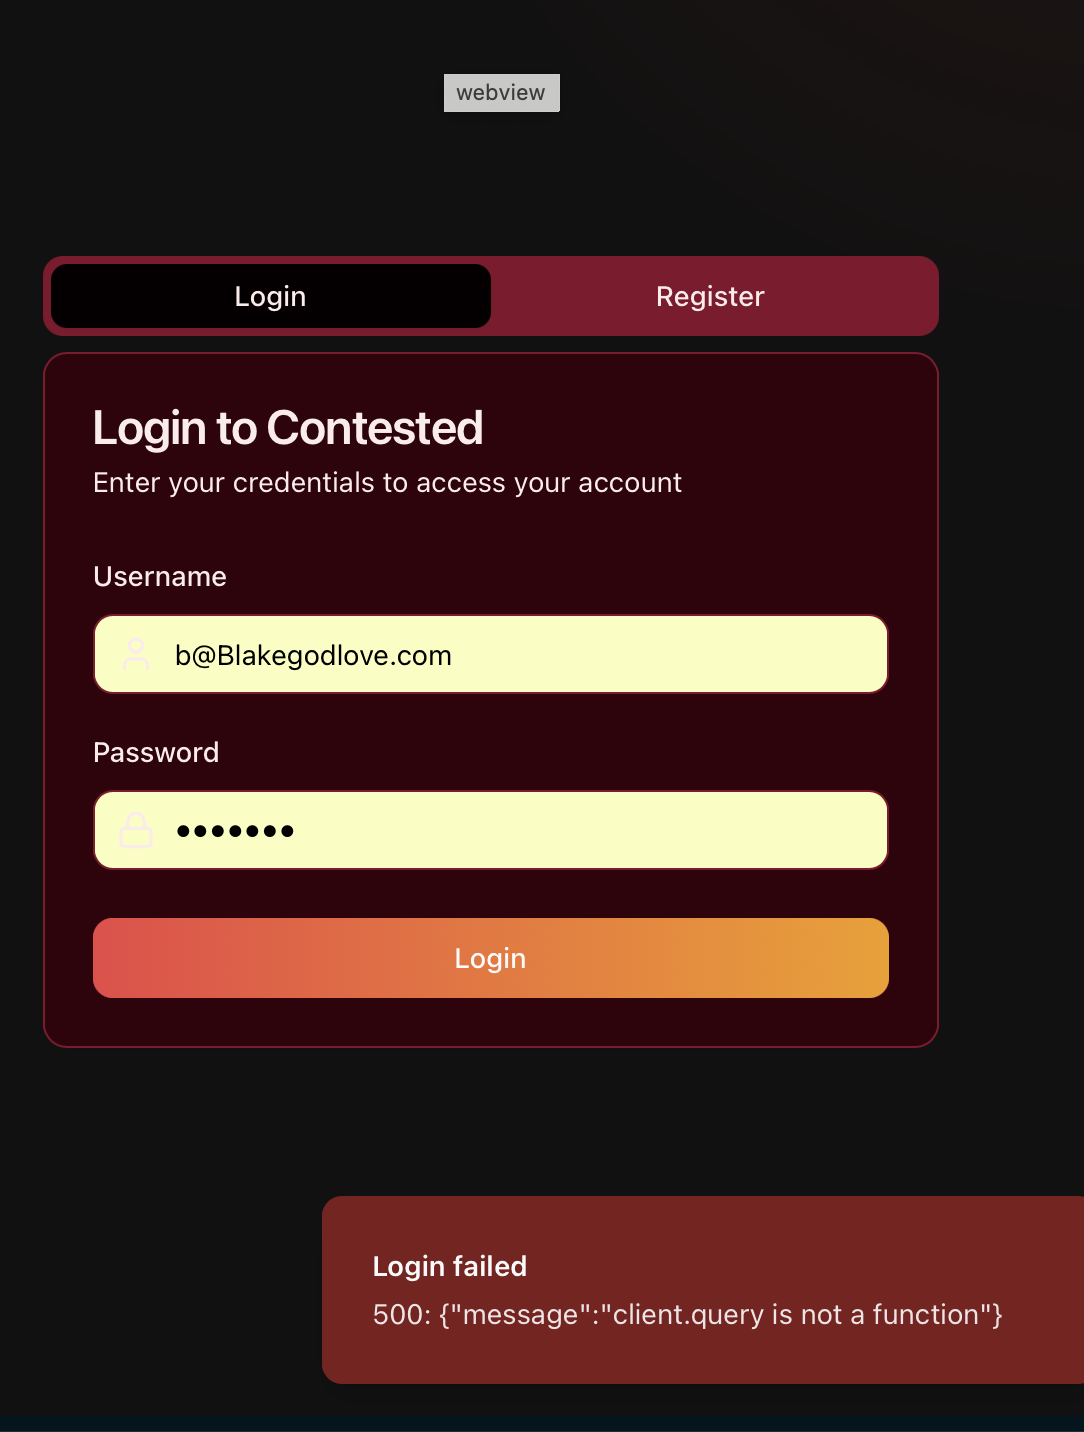 webview
Login
Register
Login to Contested
Enter your credentials to access your account
Username
b@Blakegodlove.com
Password
•••••••
Login
Login failed
500: {"message":"client.query is not a function"}